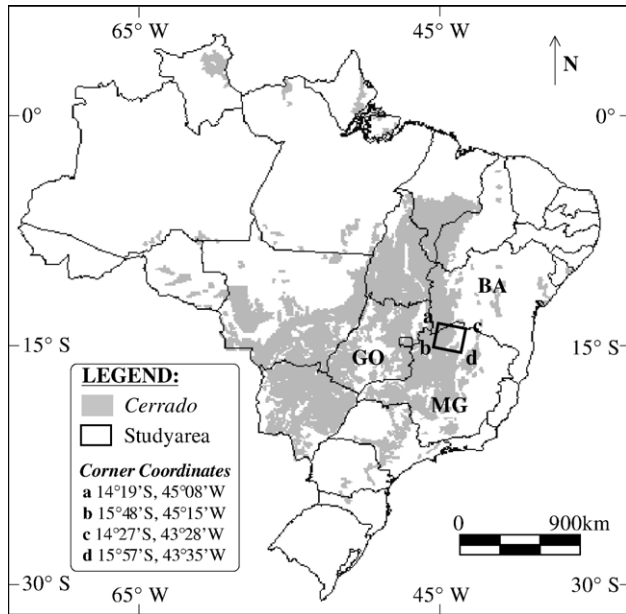 65° W 45° W
N
0° 0°
BA
a c
15° S b d 15° S
GO
MG
LEGEND:
Cerrado
Studyarea
Corner Coordinates
a 14°19'S, 45°08'W
b 15°48'S, 45°15'W
c 14°27'S, 43°28'W
d 15°57'S, 43°35'W
0 900km
30° S 30° S
65° W 45° W